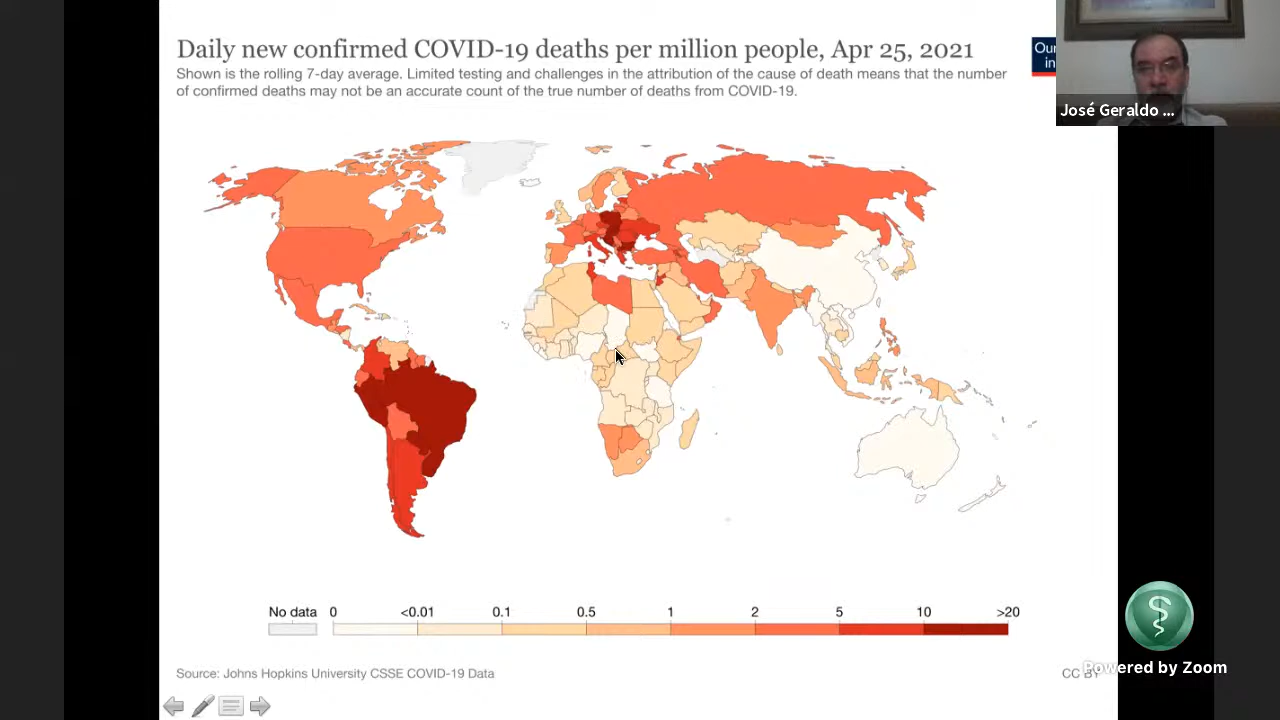 Daily new confirmed COVID-19 deaths per million people, Apr 25, 2021
Shown is the rolling 7-day average. Limited testing and challenges in the attribution of the cause of death means that the number
of confirmed deaths may not be an accurate count of the true number of deaths from COVID-19.
Our
in
José Geraldo ...
No data 0 <0.01 0.1 0.5 1 2 5 10 >20
Source: Johns Hopkins University CSSE COVID-19 Data
CC BY
Powered by Zoom